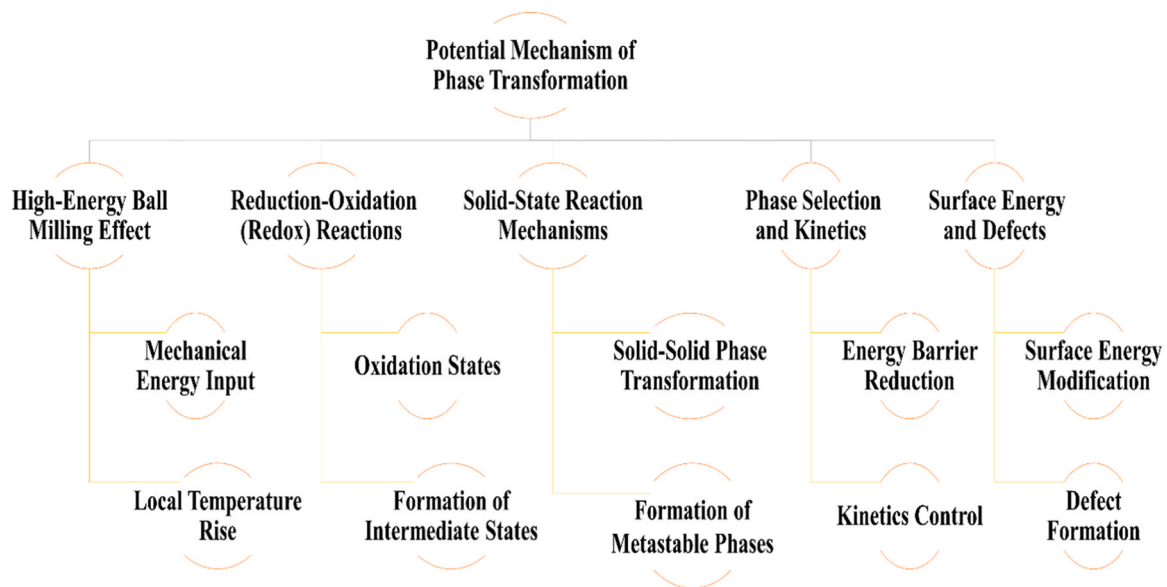 Potential Mechanism of
Phase Transformation
High-Energy Ball
Milling Effect
Reduction-Oxidation
(Redox) Reactions
Solid-State Reaction
Mechanisms
Phase Selection
and Kinetics
Surface Energy
and Defects
Mechanical
Energy Input
Oxidation States
Solid-Solid Phase
Transformation
Energy Barrier
Reduction
Surface Energy
Modification
Local Temperature
Rise
Formation of
Intermediate States
Formation of
Metastable Phases
Kinetics Control
Defect
Formation